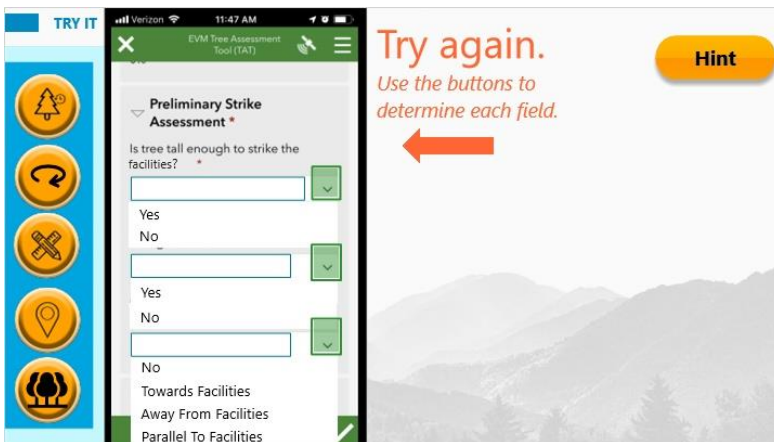 TRY IT
Verizon 11:47 AM
EVM Tree Assessment
Tool (TAT)
Preliminary Strike
Assessment *
Is tree tall enough to strike the
facilities? *
Yes
No
Yes
No
No
Towards Facilities
Away From Facilities
Parallel To Facilities
Try again.
Use the buttons to
determine each field.
Hint